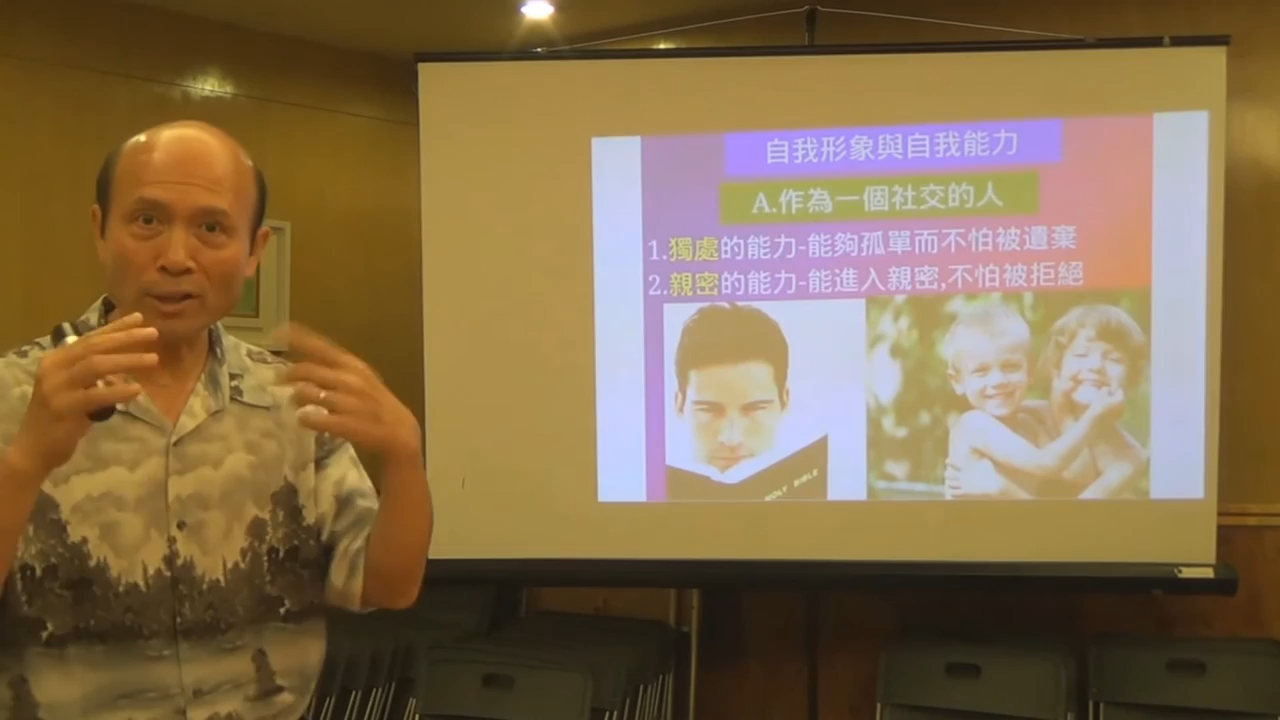 自我形象與自我能力
A.作為一個社交的人
1.獨處的能力-能夠孤單而不怕被遺棄
2.親密的能力-能進入親密,不怕被拒絕
HOLY BIBLE